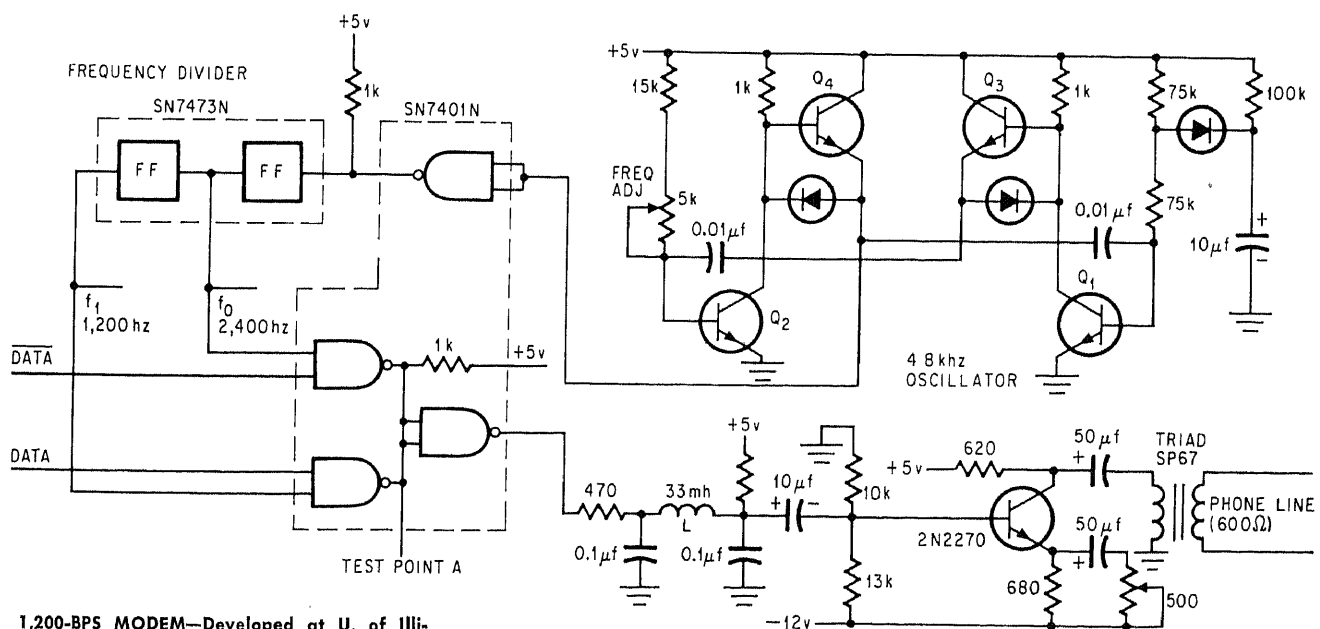 +5v
FREQUENCY DIVIDER
SN7473N
1k
SN7401N
FF
FF
f1
1,200hz
f0
2,400hz
DATA
1k
+5v
DATA
TEST POINT A
+5v
15k
1k
Q4
Q3
1k
75k
100k
FREQ
ADJ
5k
0.01µf
0.01µf
75k
10µf
+
-
Q2
Q1
4 8khz
OSCILLATOR
470
33mh
L
0.1µf
0.1µf
+5v
10µf
+
-
10k
13k
-12v
+5v
620
2N2270
680
50µf
+
50µf
+
500
TRIAD
SP67
PHONE LINE
(600Ω)
1,200-BPS MODEM—Developed at U. of Illi-